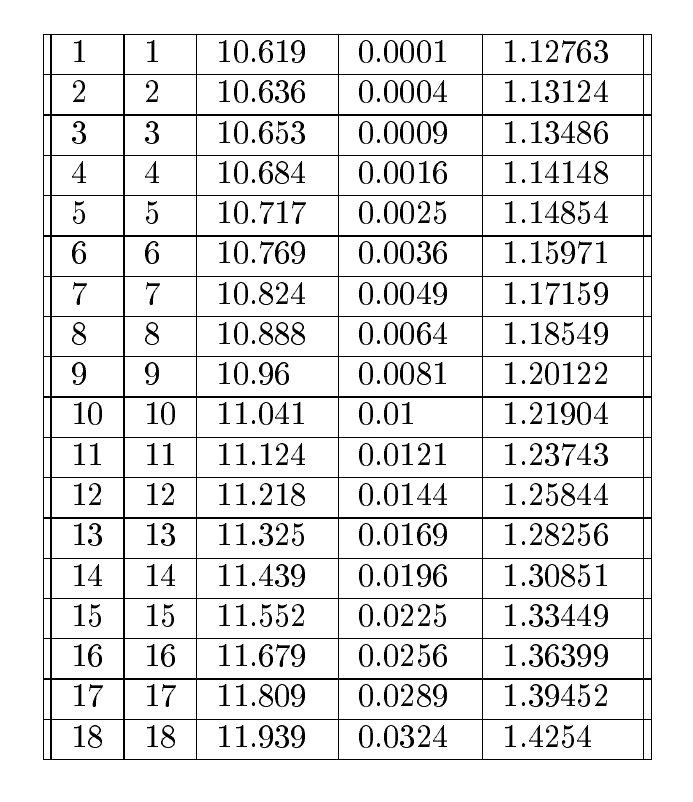 1 1 10.619 0.0001 1.12763
2 2 10.636 0.0004 1.13124
3 3 10.653 0.0009 1.13486
4 4 10.684 0.0016 1.14148
5 5 10.717 0.0025 1.14854
6 6 10.769 0.0036 1.15971
7 7 10.824 0.0049 1.17159
8 8 10.888 0.0064 1.18549
9 9 10.96 0.0081 1.20122
10 10 11.041 0.01 1.21904
11 11 11.124 0.0121 1.23743
12 12 11.218 0.0144 1.25844
13 13 11.325 0.0169 1.28256
14 14 11.439 0.0196 1.30851
15 15 11.552 0.0225 1.33449
16 16 11.679 0.0256 1.36399
17 17 11.809 0.0289 1.39452
18 18 11.939 0.0324 1.4254